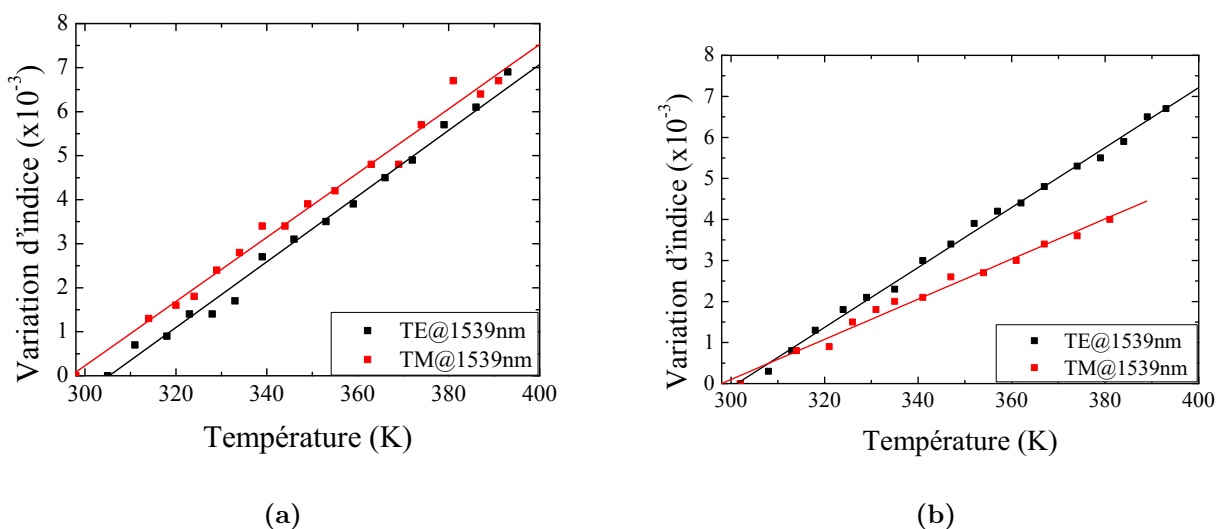 8
7
6
5
4
3
2
1
0
Variation d'indice (x10⁻³)
300 320 340 360 380 400
Température (K)
TE@1539nm
TM@1539nm
(a)
8
7
6
5
4
3
2
1
0
Variation d'indice (x10⁻³)
300 320 340 360 380 400
Température (K)
TE@1539nm
TM@1539nm
(b)